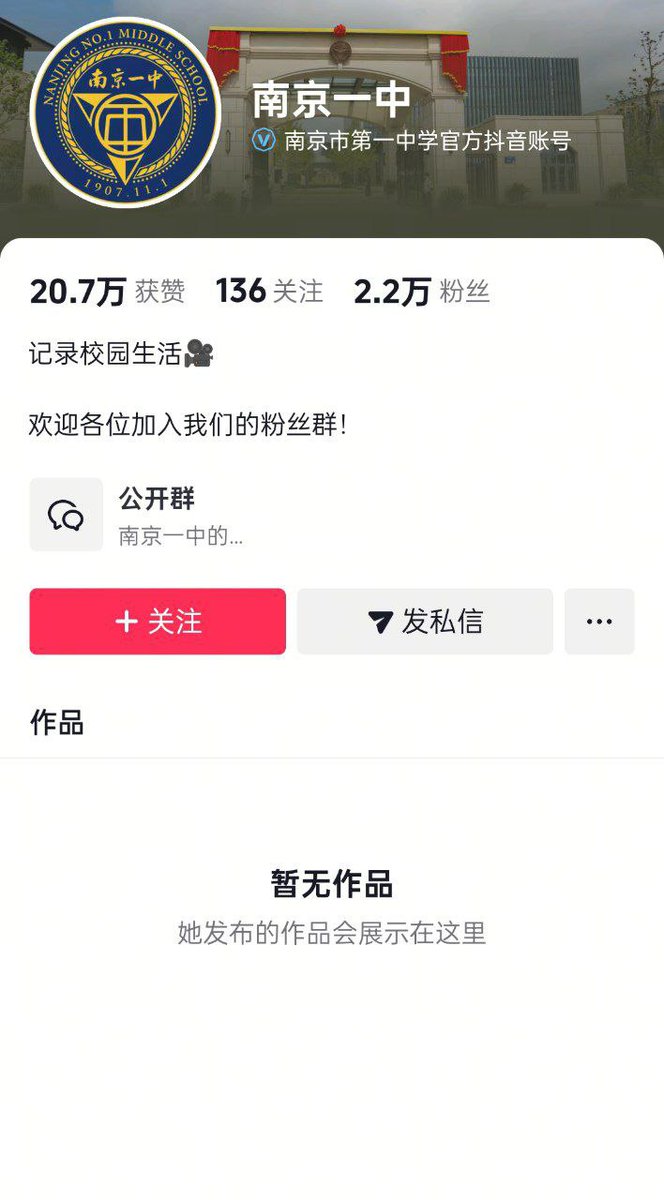 NANJING NO.1 MIDDLE SCHOOL
南京一中
1907.11.1
南京一中
南京市第一中学官方抖音账号
20.7万 获赞 136 关注 2.2万 粉丝
记录校园生活🎥
欢迎各位加入我们的粉丝群！
公开群
南京一中的...
+ 关注
发私信
...
作品
暂无作品
她发布的作品会展示在这里